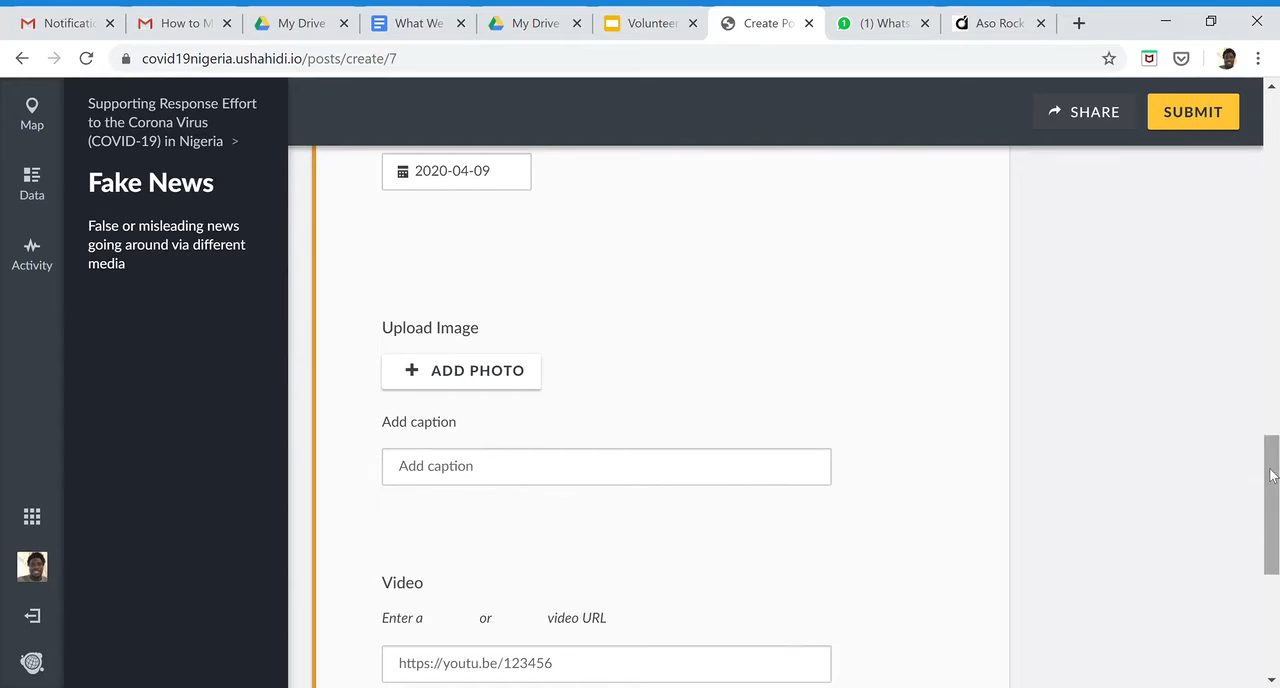 Notificatio
How to M
My Drive
What We
My Drive
Volunteer
Create Po
(1) Whats
Aso Rock
covid19nigeria.ushahidi.io/posts/create/7
Map
Data
Activity
Supporting Response Effort
to the Corona Virus
(COVID-19) in Nigeria >
Fake News
False or misleading news
going around via different
media
SHARE
SUBMIT
2020-04-09
Upload Image
+ ADD PHOTO
Add caption
Add caption
Video
Enter a or video URL
https://youtu.be/123456